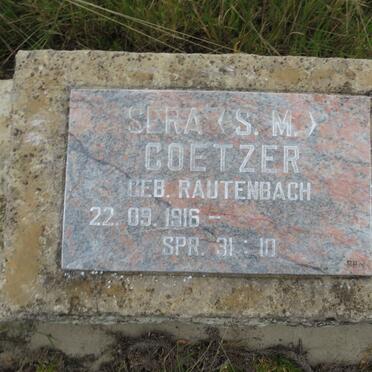 SERA (S. M.)
COETZER
GEB. RAUTENBACH
22. 09. 1916 –
SPR. 31 : 10